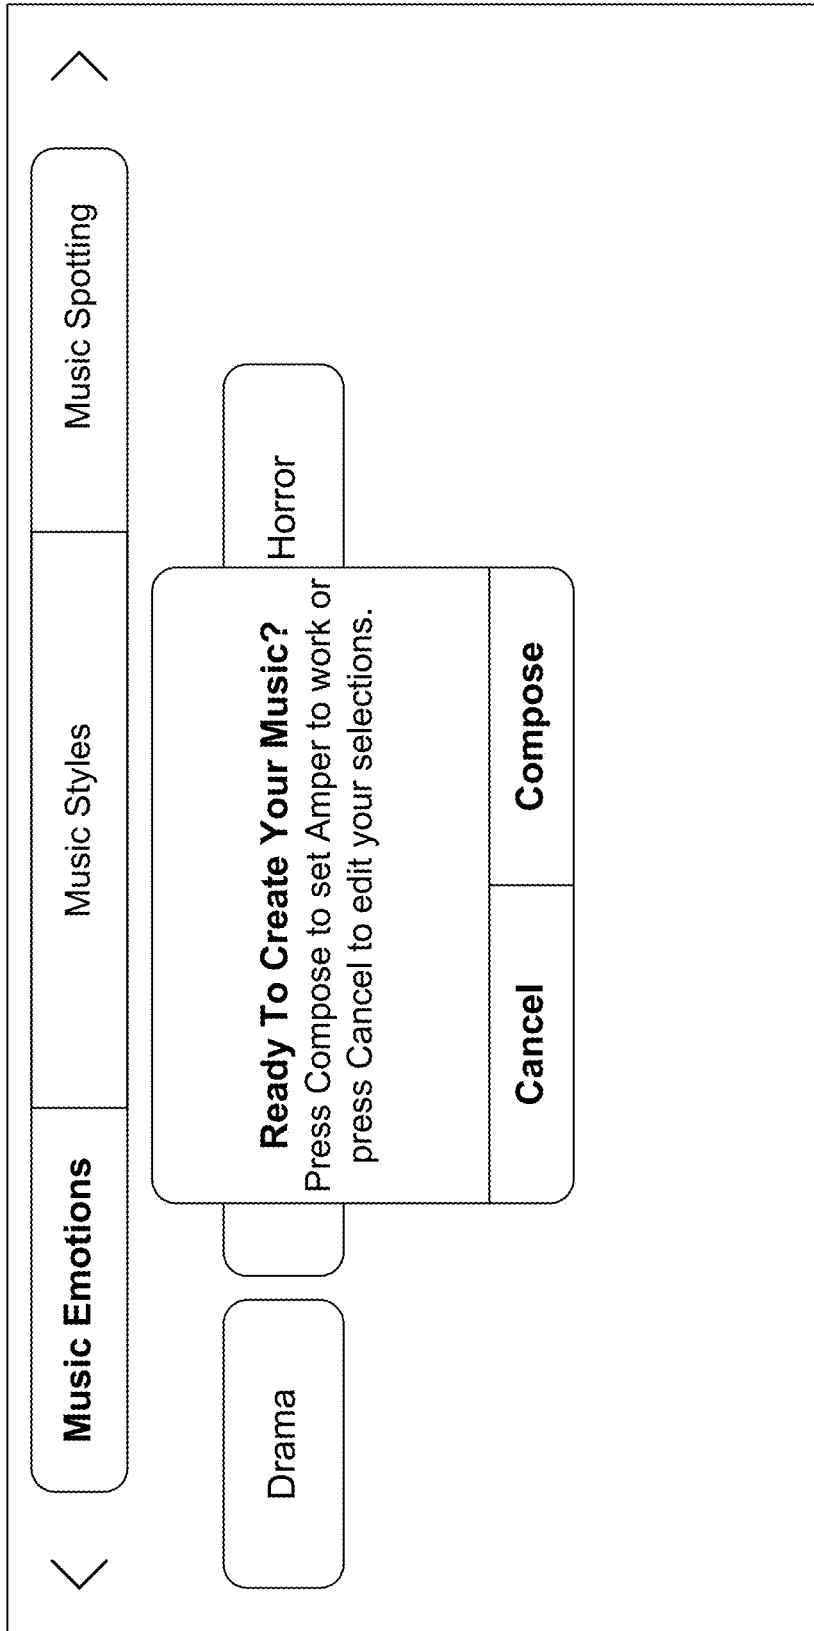 Music Emotions
Music Styles
Music Spotting
Drama
Horror
Ready To Create Your Music?
Press Compose to set Amper to work or
press Cancel to edit your selections.
Cancel
Compose